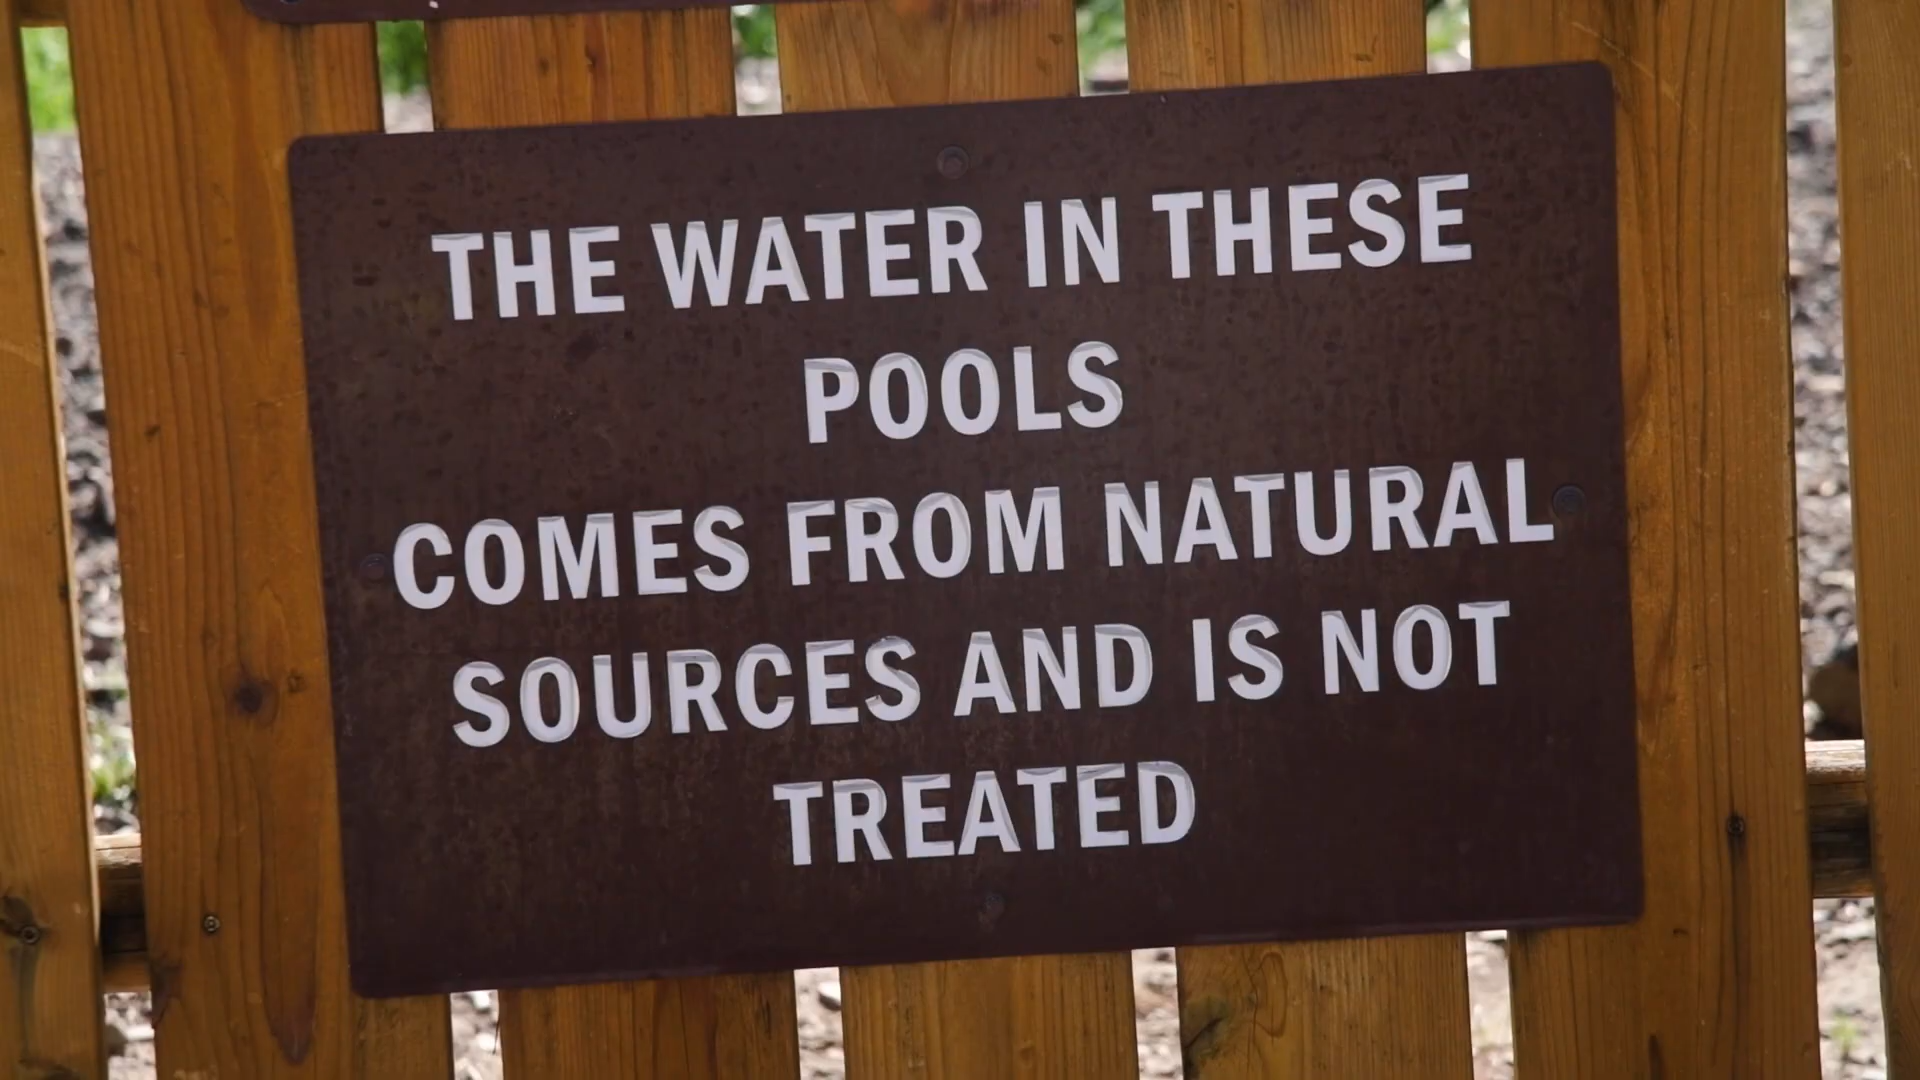 THE WATER IN THESE
POOLS
COMES FROM NATURAL
SOURCES AND IS NOT
TREATED